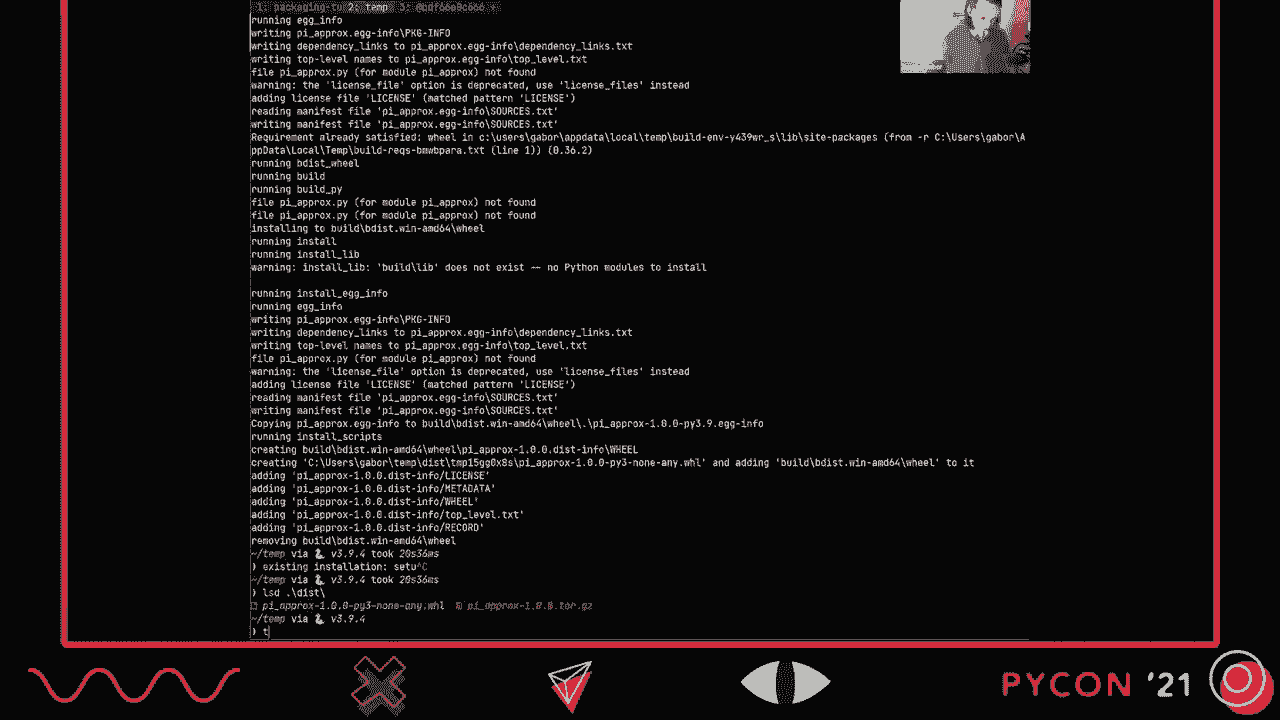 1. packaging-tu 2. temp 3.
running egg_info
writing pi_approx.egg-info\PKG-INFO
writing dependency_links to pi_approx.egg-info\dependency_links.txt
writing top-level names to pi_approx.egg-info\top_level.txt
file pi_approx.py (for module pi_approx) not found
warning: the 'license_file' option is deprecated, use 'license_files' instead
adding license file 'LICENSE' (matched pattern 'LICENSE')
reading manifest file 'pi_approx.egg-info\SOURCES.txt'
writing manifest file 'pi_approx.egg-info\SOURCES.txt'
Requirement already satisfied: wheel in c:\users\gabor\appdata\local\temp\build-env-y439wr_s\lib\site-packages (from -r C:\Users\gabor\A
ppData\Local\Temp\build-reqs-bmwbpara.txt (line 1)) (0.36.2)
running bdist_wheel
running build
running build_py
file pi_approx.py (for module pi_approx) not found
file pi_approx.py (for module pi_approx) not found
installing to build\bdist.win-amd64\wheel
running install
running install_lib
warning: install_lib: 'build\lib' does not exist -- no Python modules to install
running install_egg_info
running egg_info
writing pi_approx.egg-info\PKG-INFO
writing dependency_links to pi_approx.egg-info\dependency_links.txt
writing top-level names to pi_approx.egg-info\top_level.txt
file pi_approx.py (for module pi_approx) not found
warning: the 'license_file' option is deprecated, use 'license_files' instead
adding license file 'LICENSE' (matched pattern 'LICENSE')
reading manifest file 'pi_approx.egg-info\SOURCES.txt'
writing manifest file 'pi_approx.egg-info\SOURCES.txt'
Copying pi_approx.egg-info to build\bdist.win-amd64\wheel\.\pi_approx-1.0.0-py3.9.egg-info
running install_scripts
creating build\bdist.win-amd64\wheel\pi_approx-1.0.0.dist-info\WHEEL
creating 'C:\Users\gabor\temp\dist\tmp15gg0x8s\pi_approx-1.0.0-py3-none-any.whl' and adding 'build\bdist.win-amd64\wheel' to it
adding 'pi_approx-1.0.0.dist-info/LICENSE'
adding 'pi_approx-1.0.0.dist-info/METADATA'
adding 'pi_approx-1.0.0.dist-info/WHEEL'
adding 'pi_approx-1.0.0.dist-info/top_level.txt'
adding 'pi_approx-1.0.0.dist-info/RECORD'
removing build\bdist.win-amd64\wheel
~/temp via 🐍 v3.9.4 took 20s36ms
❯ existing installation: setu^C
~/temp via 🐍 v3.9.4 took 20s36ms
❯ lsd .\dist\
pi_approx-1.0.0-py3-none-any.whl pi_approx-1.0.0.tar.gz
~/temp via 🐍 v3.9.4
❯ t
PYCON '21